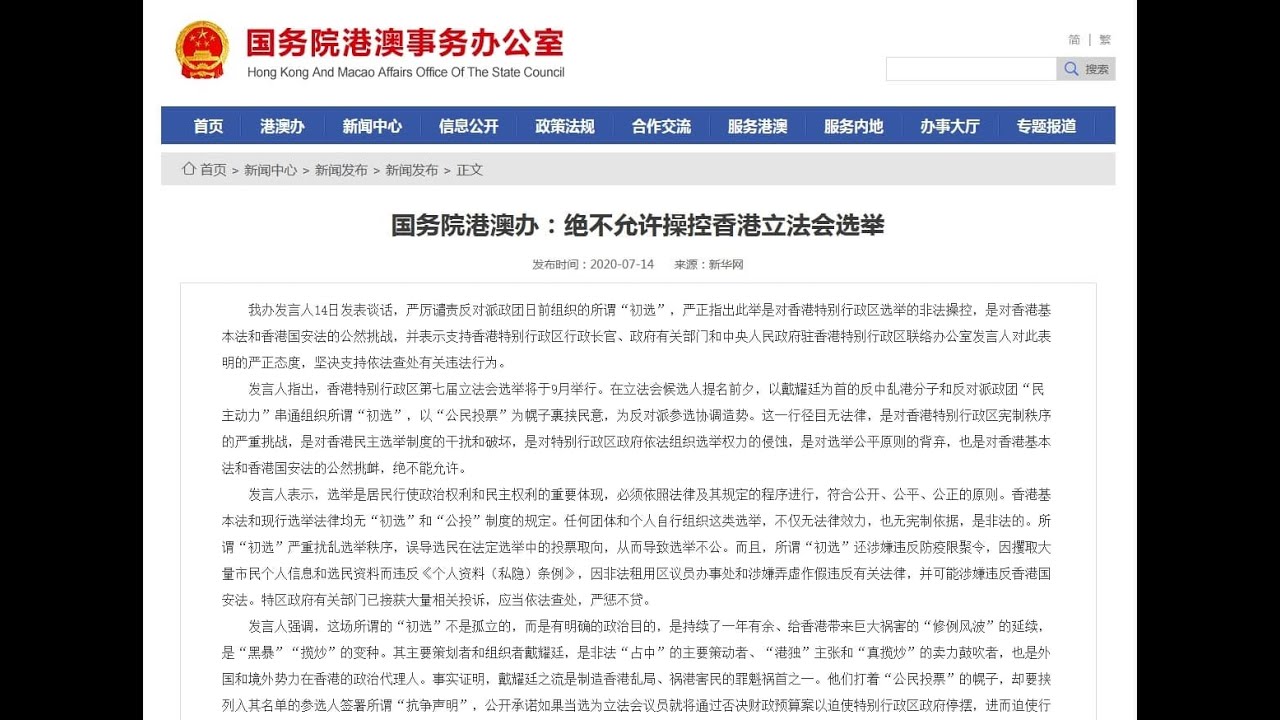 国务院港澳事务办公室
Hong Kong And Macao Affairs Office Of The State Council
简 | 繁
搜索
首页 港澳办 新闻中心 信息公开 政策法规 合作交流 服务港澳 服务内地 办事大厅 专题报道
首页 > 新闻中心 > 新闻发布 > 新闻发布 > 正文
国务院港澳办：绝不允许操控香港立法会选举
发布时间：2020-07-14 来源：新华网
我办发言人14日发表谈话，严厉谴责反对派政团日前组织的所谓“初选”，严正指出此举是对香港特别行政区选举的非法操控，是对香港基
本法和香港国安法的公然挑战，并表示支持香港特别行政区行政长官、政府有关部门和中央人民政府驻香港特别行政区联络办公室发言人对此表
明的严正态度，坚决支持依法查处有关违法行为。
发言人指出，香港特别行政区第七届立法会选举将于9月举行。在立法会候选人提名前夕，以戴耀廷为首的反中乱港分子和反对派政团“民
主动力”串通组织所谓“初选”，以“公民投票”为幌子裹挟民意，为反对派参选协调造势。这一行径目无法律，是对香港特别行政区宪制秩序
的严重挑战，是对香港民主选举制度的干扰和破坏，是对特别行政区政府依法组织选举权力的侵蚀，是对选举公平原则的背弃，也是对香港基本
法和香港国安法的公然挑衅，绝不能允许。
发言人表示，选举是居民行使政治权利和民主权利的重要体现，必须依照法律及其规定的程序进行，符合公开、公平、公正的原则。香港基
本法和现行选举法律均无“初选”和“公投”制度的规定。任何团体和个人自行组织这类选举，不仅无法律效力，也无宪制依据，是非法的。所
谓“初选”严重扰乱选举秩序，误导选民在法定选举中的投票取向，从而导致选举不公。而且，所谓“初选”还涉嫌违反防疫限聚令，因攫取大
量市民个人信息和选民资料而违反《个人资料（私隐）条例》，因非法租用区议员办事处和涉嫌弄虚作假违反有关法律，并可能涉嫌违反香港国
安法。特区政府有关部门已接获大量相关投诉，应当依法查处，严惩不贷。
发言人强调，这场所谓的“初选”不是孤立的，而是有明确的政治目的，是持续了一年有余、给香港带来巨大祸害的“修例风波”的延续，
是“黑暴”“揽炒”的变种。其主要策划者和组织者戴耀廷，是非法“占中”的主要策动者、“港独”主张和“真揽炒”的卖力鼓吹者，也是外
国和境外势力在香港的政治代理人。事实证明，戴耀廷之流是制造香港乱局、祸港害民的罪魁祸首之一。他们打着“公民投票”的幌子，却要挟
列入其名单的参选人签署所谓“抗争声明”，公开承诺如果当选为立法会议员就将通过否决财政预算案以迫使特别行政区政府停摆，进而迫使行